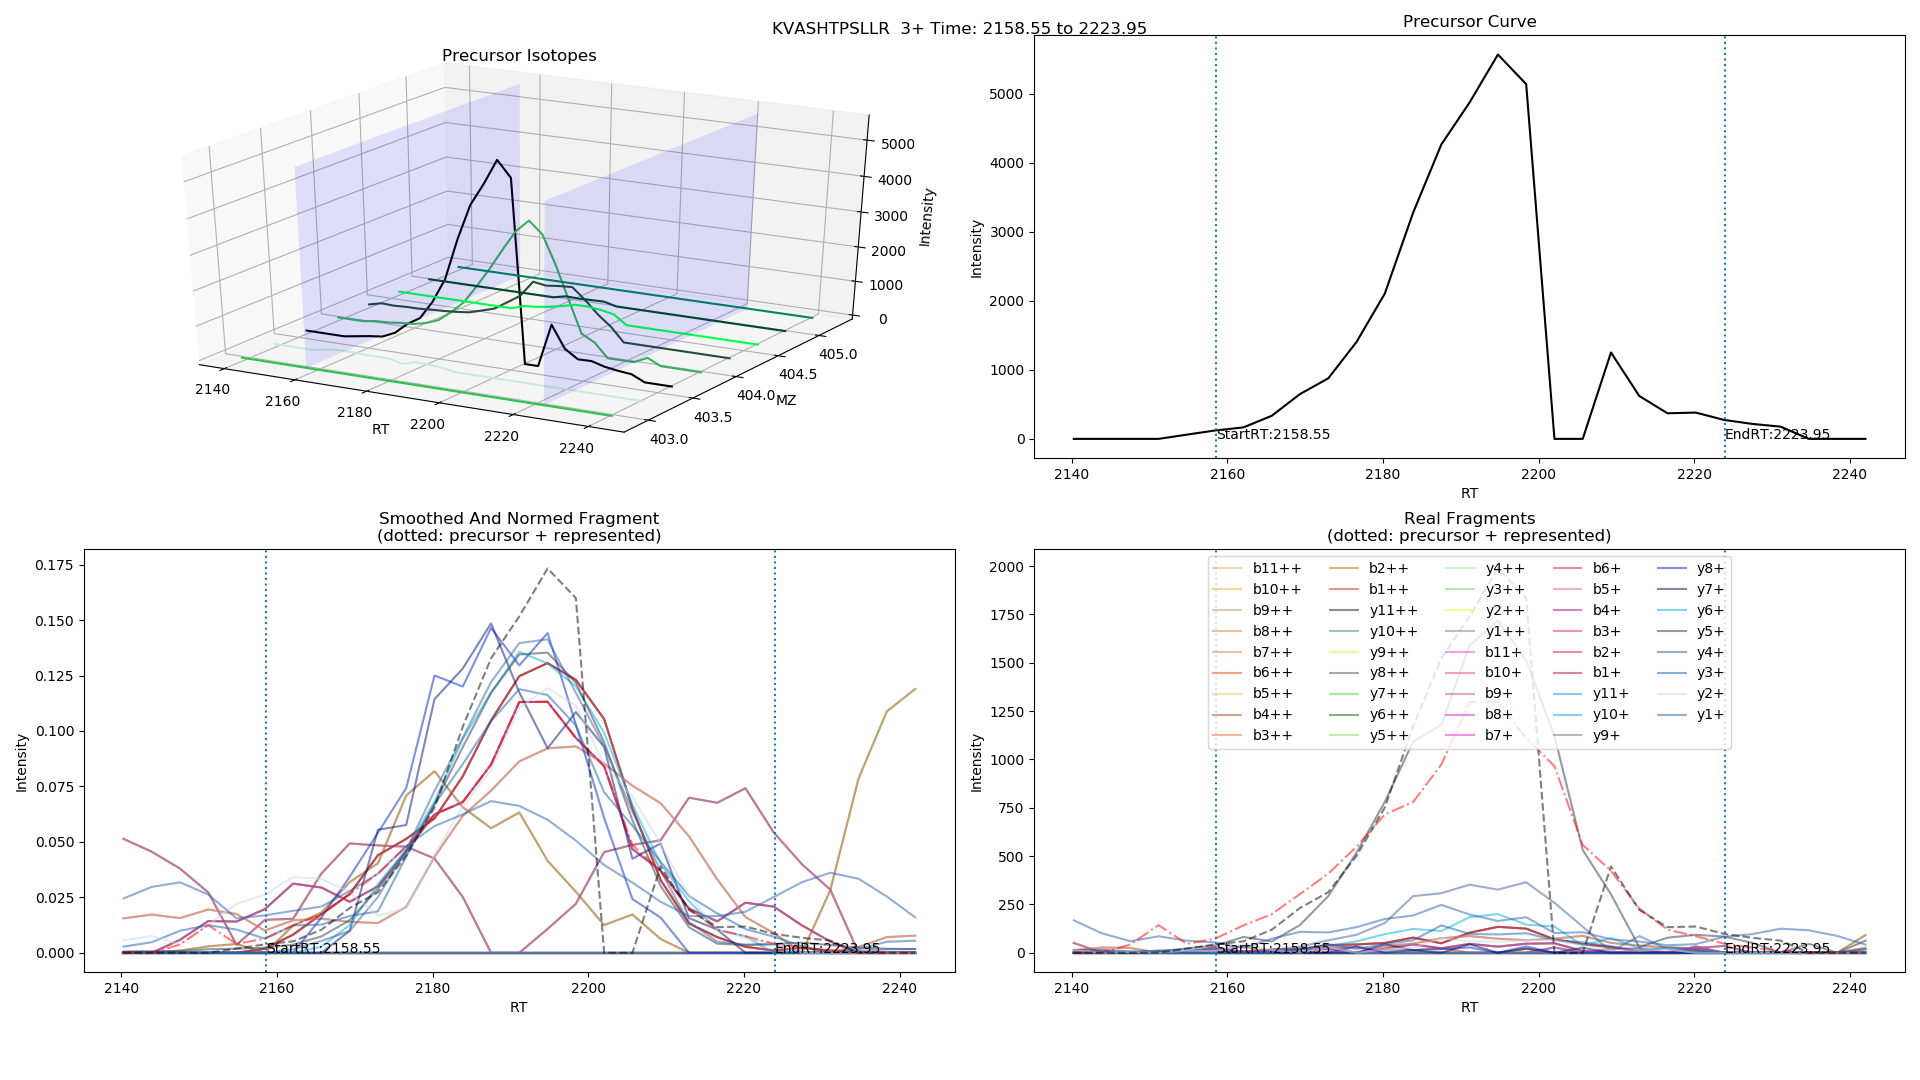 KVASHTPSLLR  3+ Time: 2158.55 to 2223.95
Precursor Isotopes
5000
4000
3000
2000
1000
0
Intensity
405.0
404.5
404.0
403.5
403.0
MZ
2140
2160
2180
2200
2220
2240
RT
Precursor Curve
5000
4000
3000
2000
1000
0
Intensity
StartRT:2158.55
EndRT:2223.95
2140 2160 2180 2200 2220 2240
RT
Smoothed And Normed Fragment
(dotted: precursor + represented)
0.175
0.150
0.125
0.100
0.075
0.050
0.025
0.000
Intensity
StartRT:2158.55
EndRT:2223.95
2140 2160 2180 2200 2220 2240
RT
Real Fragments
(dotted: precursor + represented)
2000
1750
1500
1250
1000
750
500
250
0
Intensity
b11++ b2++ y4++ b6+ y8+
b10++ b1++ y3++ b5+ y7+
b9++ y11++ y2++ b4+ y6+
b8++ y10++ y1++ b3+ y5+
b7++ y9++ b11+ b2+ y4+
b6++ y8++ b10+ b1+ y3+
b5++ y7++ b9+ y11+ y2+
b4++ y6++ b8+ y10+ y1+
b3++ y5++ b7+ y9+
StartRT:2158.55
EndRT:2223.95
2140 2160 2180 2200 2220 2240
RT